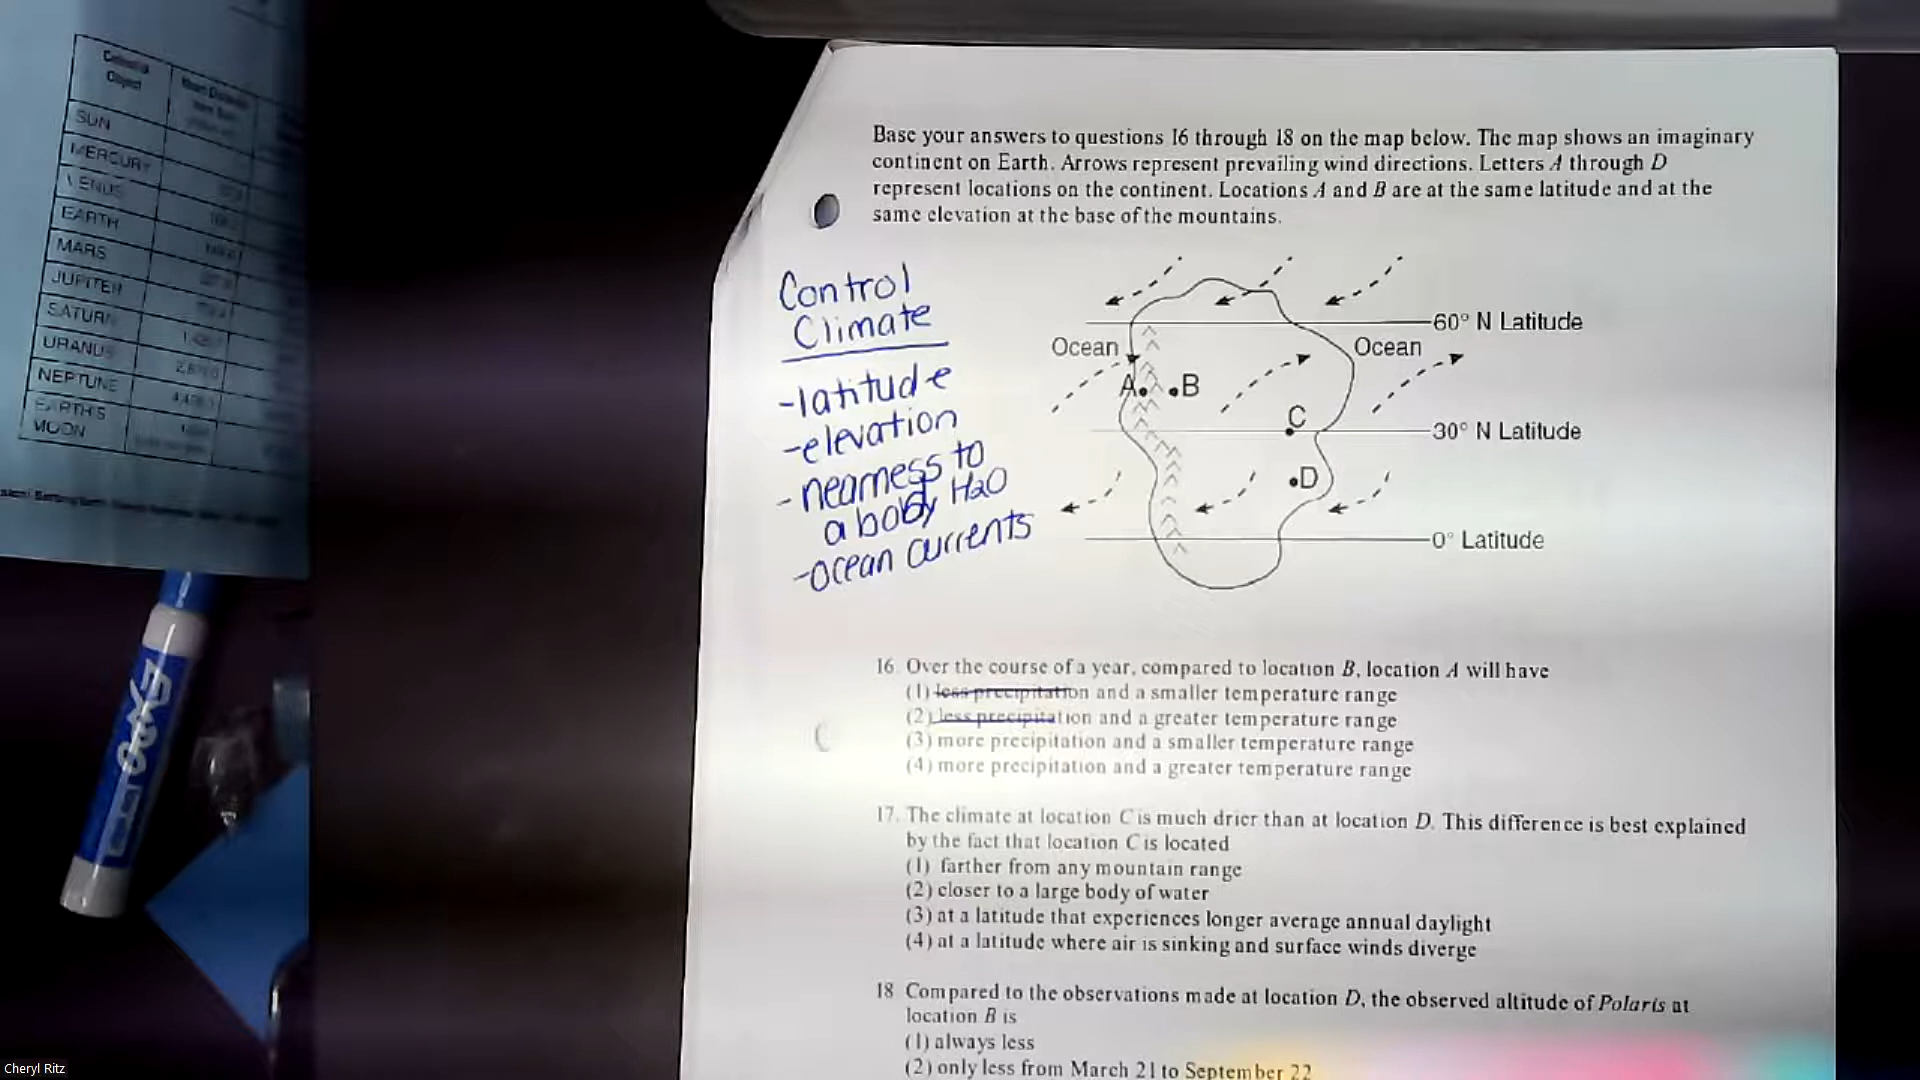 Celestial
Object
SUN
MERCURY
VENUS
EARTH
MARS
JUPITER
SATURN
URANUS
NEPTUNE
EARTH'S
MOON
EXPO
Base your answers to questions 16 through 18 on the map below. The map shows an imaginary
continent on Earth. Arrows represent prevailing wind directions. Letters A through D
represent locations on the continent. Locations A and B are at the same latitude and at the
same elevation at the base of the mountains.
Control
Climate
-latitude
-elevation
-nearness to
a body H2O
-ocean currents
60° N Latitude
Ocean
Ocean
A
B
C
30° N Latitude
D
0° Latitude
16. Over the course of a year, compared to location B, location A will have
(1) less precipitation and a smaller temperature range
(2) less precipitation and a greater temperature range
(3) more precipitation and a smaller temperature range
(4) more precipitation and a greater temperature range
17. The climate at location C is much drier than at location D. This difference is best explained
by the fact that location C is located
(1) farther from any mountain range
(2) closer to a large body of water
(3) at a latitude that experiences longer average annual daylight
(4) at a latitude where air is sinking and surface winds diverge
18 Compared to the observations made at location D, the observed altitude of Polaris at
location B is
(1) always less
(2) only less from March 21 to September 22
Cheryl Ritz